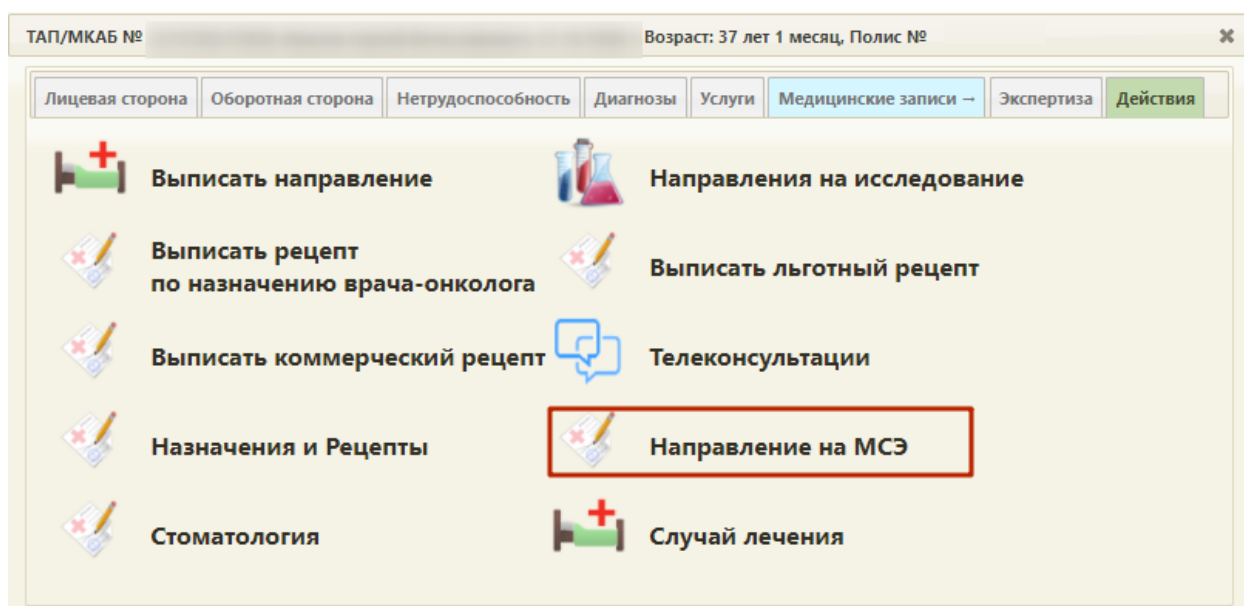 ТАП/МКАБ № Возраст: 37 лет 1 месяц, Полис №
Лицевая сторона Оборотная сторона Нетрудоспособность Диагнозы Услуги Медицинские записи → Экспертиза Действия
Выписать направление Направления на исследование
Выписать рецепт
по назначению врача-онколога Выписать льготный рецепт
Выписать коммерческий рецепт Телеконсультации
Назначения и Рецепты Направление на МСЭ
Стоматология Случай лечения